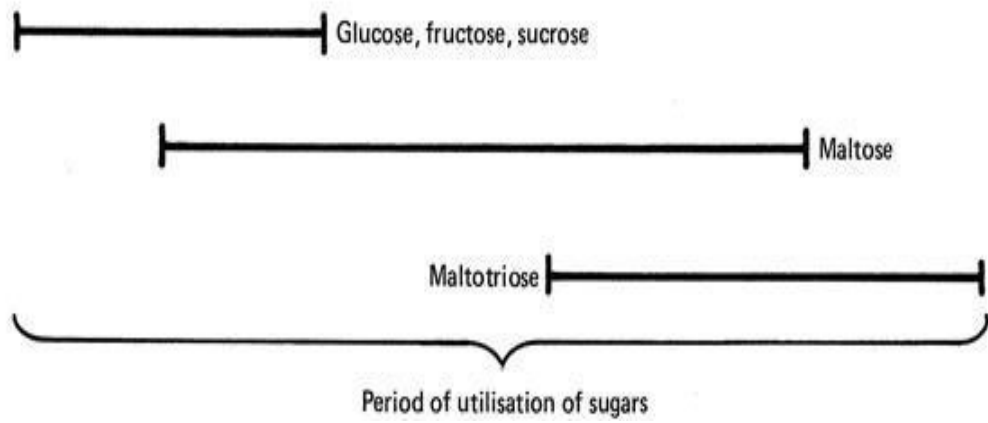 Glucose, fructose, sucrose
Maltose
Maltotriose
Period of utilisation of sugars